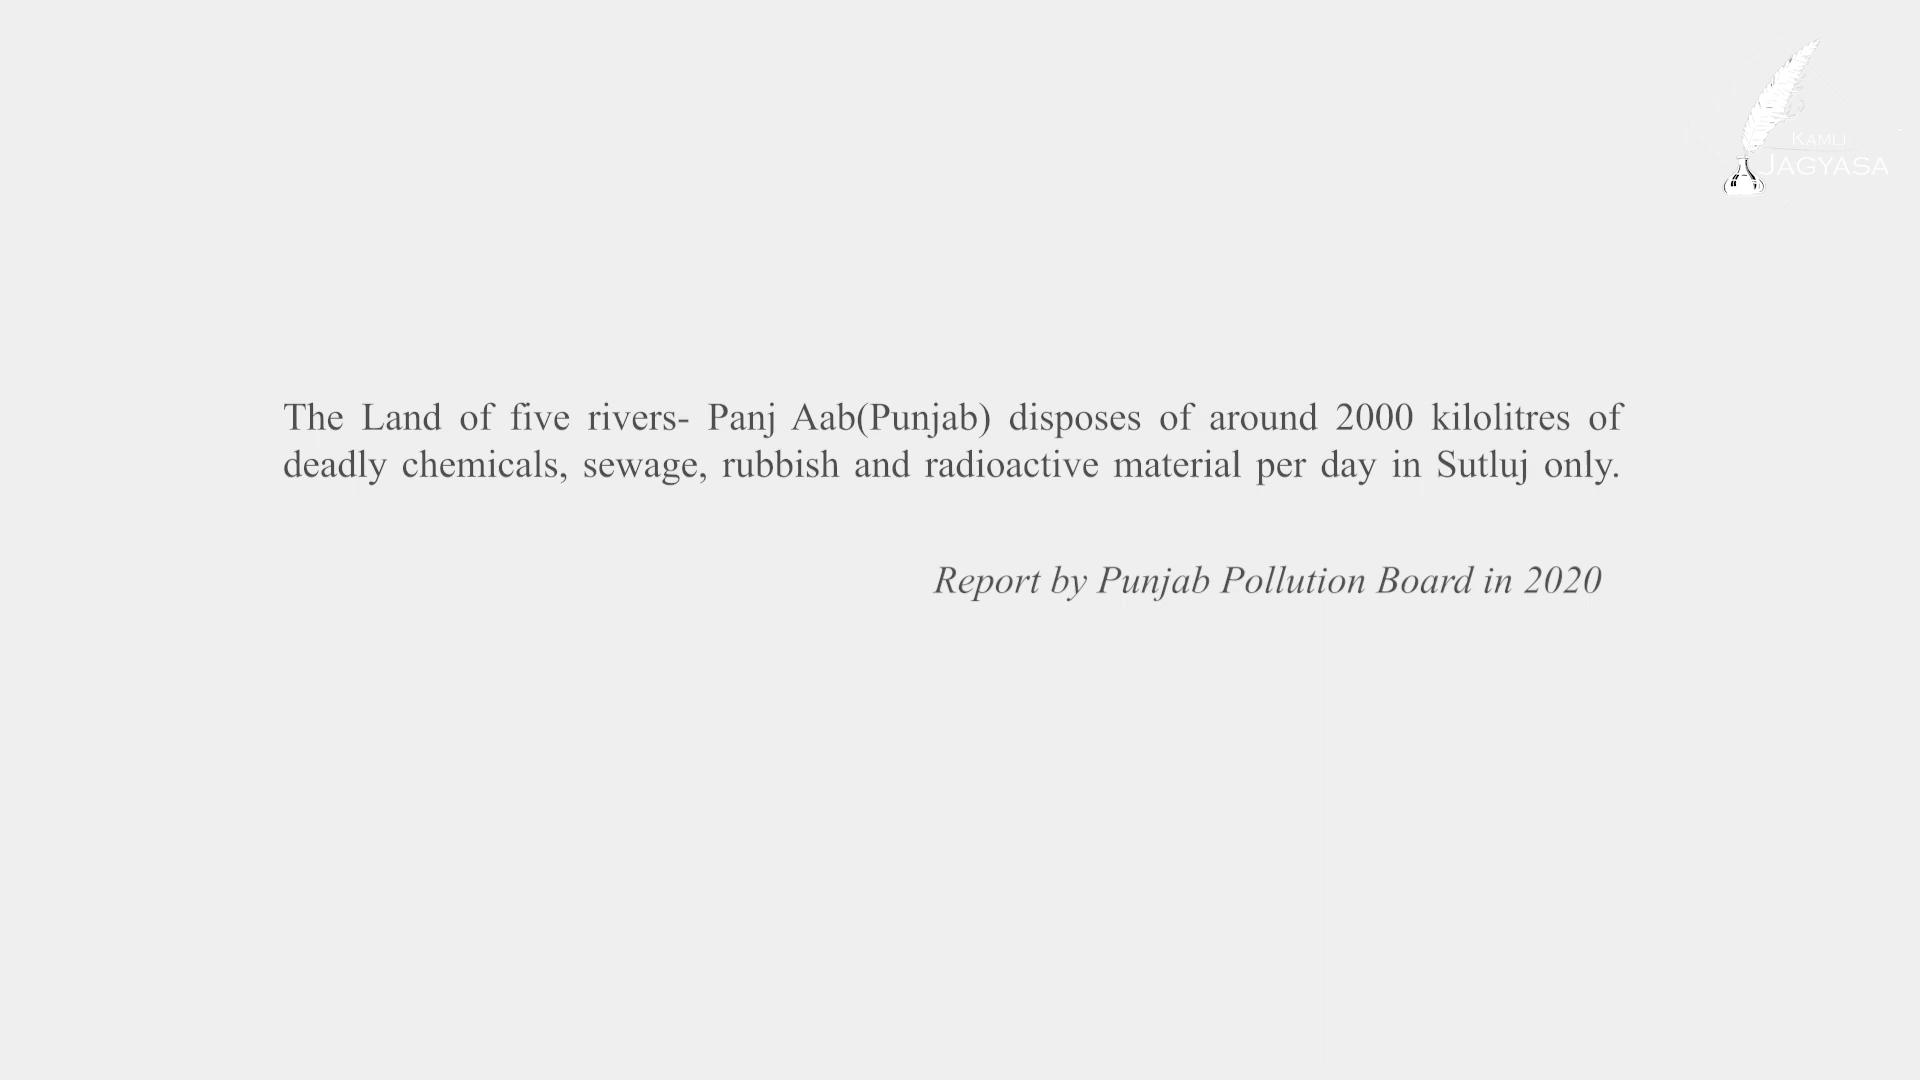 KAMLI
JAGYASA
The Land of five rivers- Panj Aab(Punjab) disposes of around 2000 kilolitres of
deadly chemicals, sewage, rubbish and radioactive material per day in Sutluj only.
Report by Punjab Pollution Board in 2020